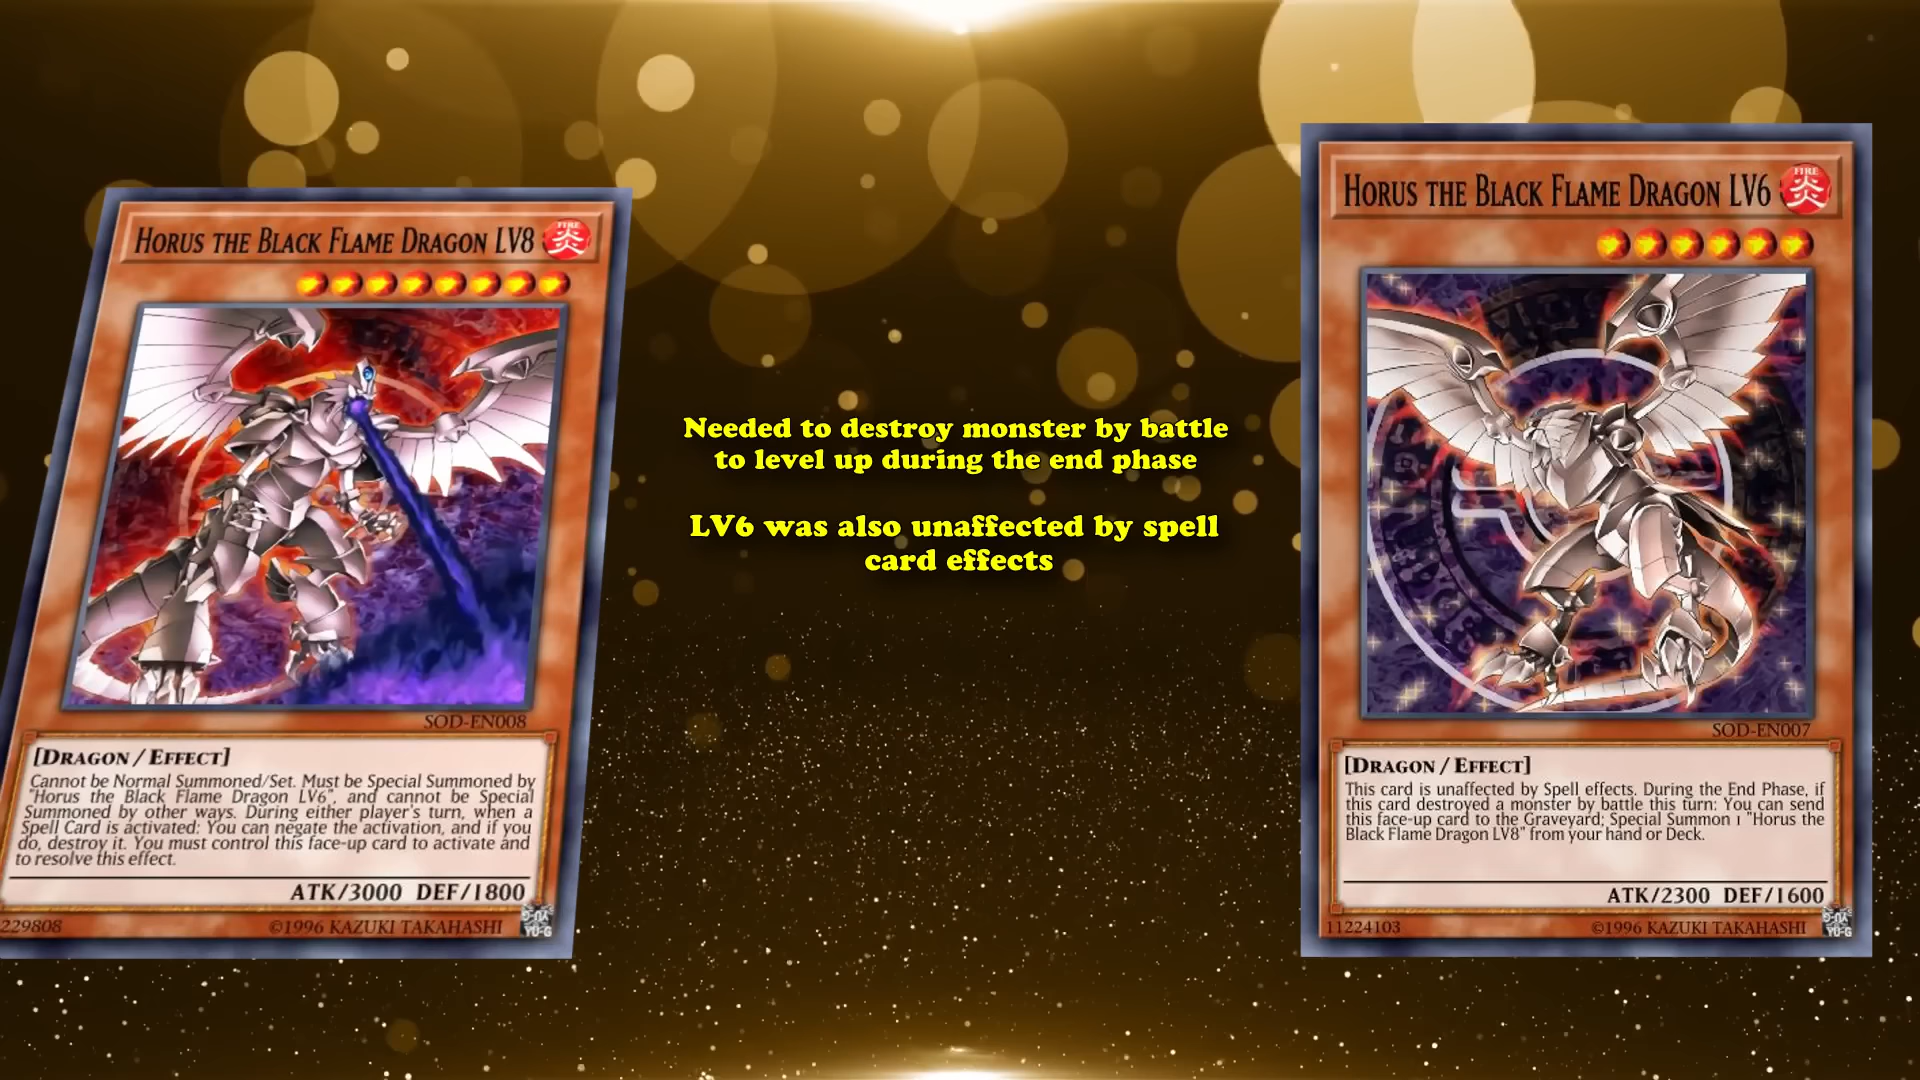 HORUS THE BLACK FLAME DRAGON LV8
FIRE
炎
SOD-EN008
[DRAGON / EFFECT]
Cannot be Normal Summoned/Set. Must be Special Summoned by
"Horus the Black Flame Dragon LV6", and cannot be Special
Summoned by other ways. During either player's turn, when a
Spell Card is activated: You can negate the activation, and if you
do, destroy it. You must control this face-up card to activate and
to resolve this effect.
ATK/3000 DEF/1800
229808
©1996 KAZUKI TAKAHASHI
Needed to destroy monster by battle
to level up during the end phase
LV6 was also unaffected by spell
card effects
HORUS THE BLACK FLAME DRAGON LV6
FIRE
炎
SOD-EN007
[DRAGON / EFFECT]
This card is unaffected by Spell effects. During the End Phase, if
this card destroyed a monster by battle this turn: You can send
this face-up card to the Graveyard; Special Summon 1 "Horus the
Black Flame Dragon LV8" from your hand or Deck.
ATK/2300 DEF/1600
11224103
©1996 KAZUKI TAKAHASHI